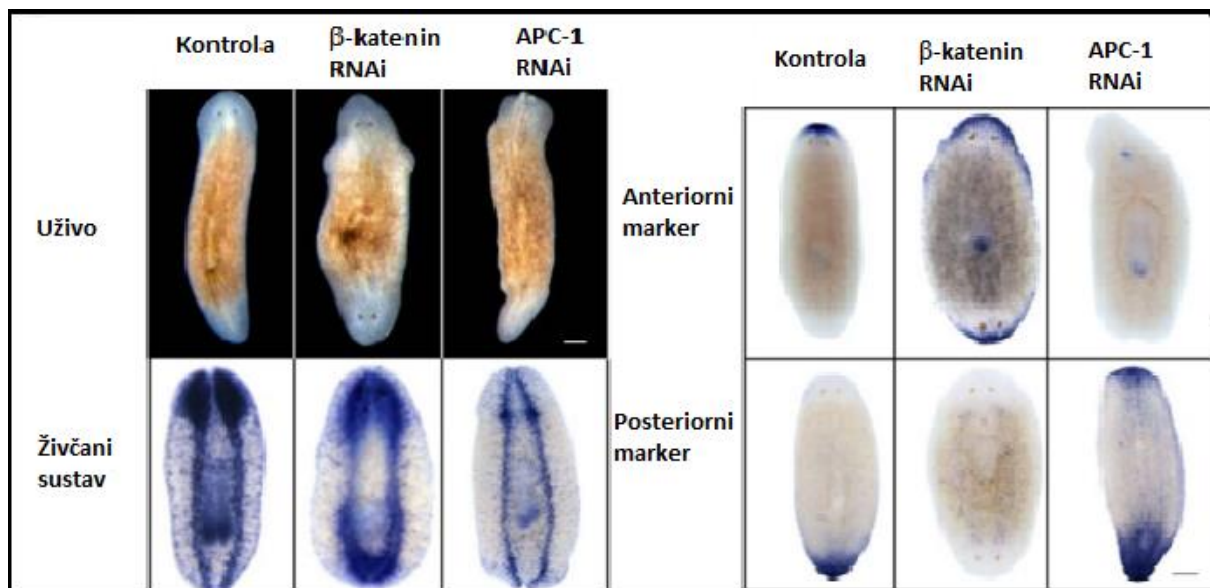 Kontrola
β-katenin
RNAi
APC-1
RNAi
Uživo
Živčani
sustav
Kontrola
β-katenin
RNAi
APC-1
RNAi
Anteriorni
marker
Posteriorni
marker